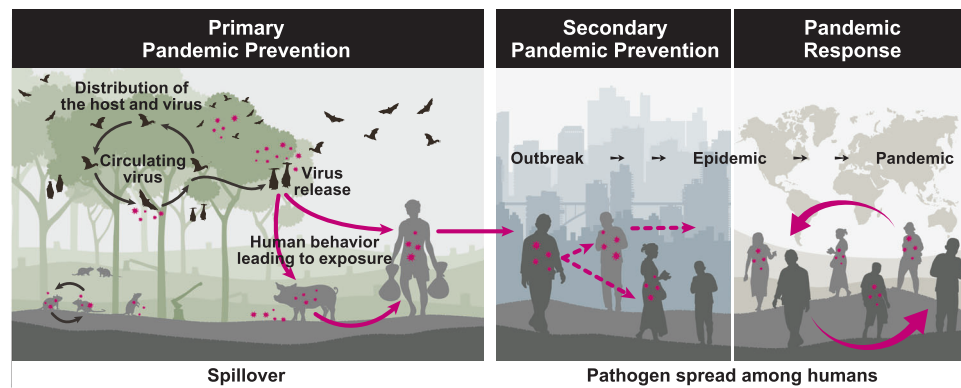 Primary
Pandemic Prevention
Secondary
Pandemic Prevention
Pandemic
Response
Distribution of
the host and virus
Circulating
virus
Virus
release
Human behavior
leading to exposure
Outbreak
Epidemic
Pandemic
Spillover
Pathogen spread among humans